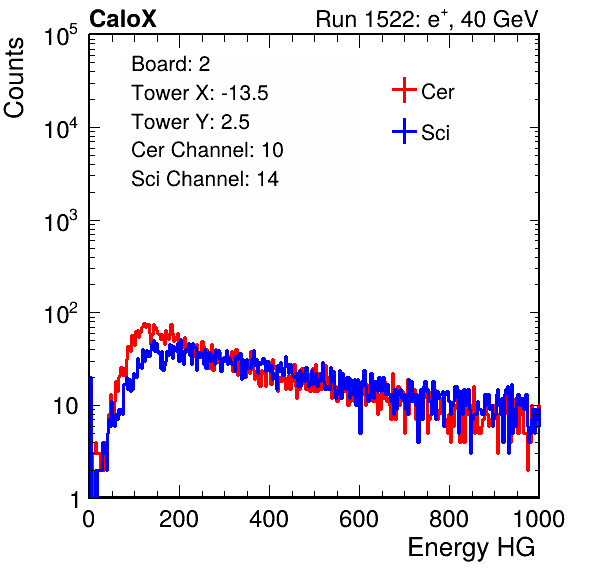 CaloX Run 1522: e⁺, 40 GeV
Counts
Board: 2
Tower X: -13.5
Tower Y: 2.5
Cer Channel: 10
Sci Channel: 14
Cer
Sci
10⁵
10⁴
10³
10²
10
1
0 200 400 600 800 1000
Energy HG